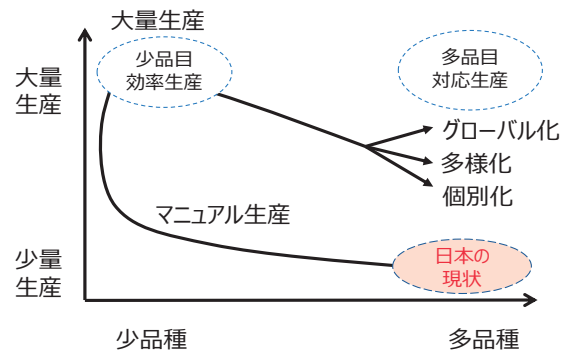 大量生産
少品目
効率生産
多品目
対応生産
大量
生産
グローバル化
多様化
個別化
マニュアル生産
少量
生産
日本の
現状
少品種
多品種